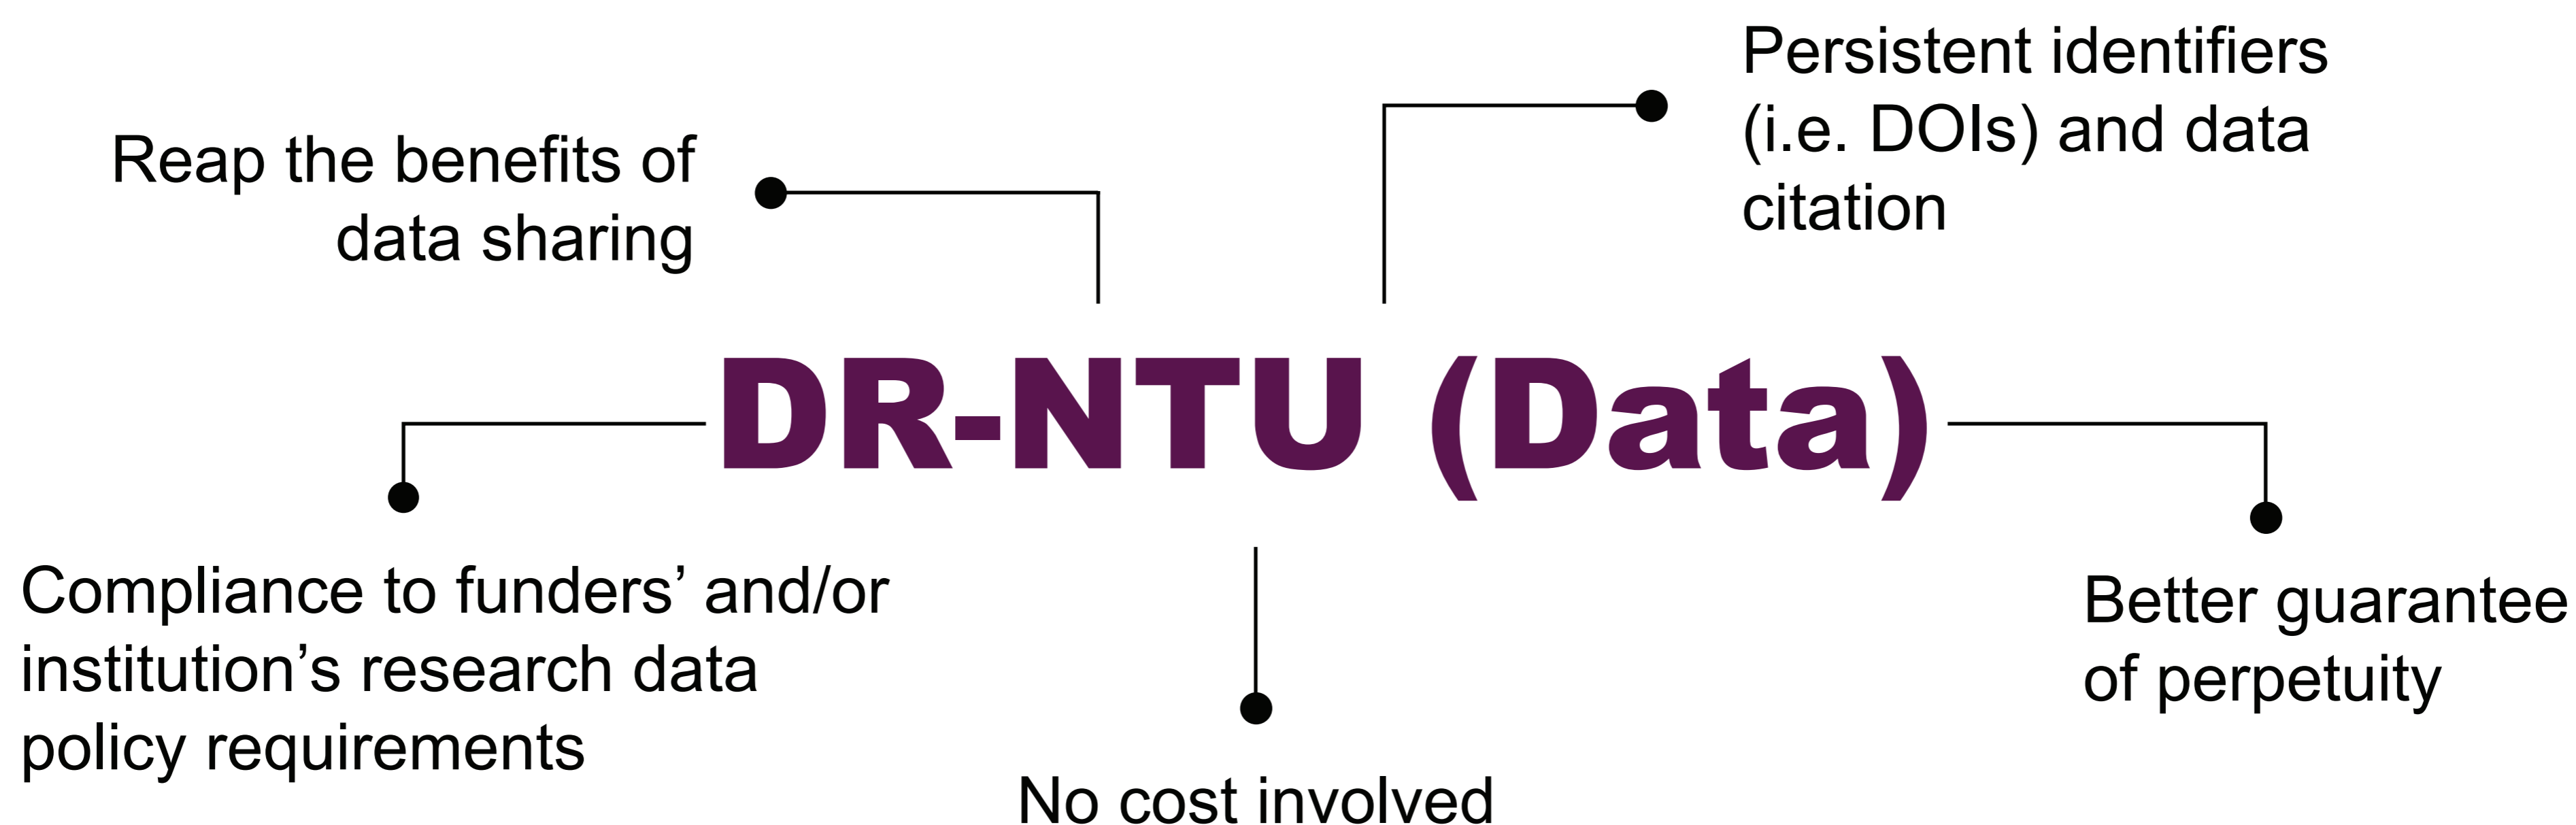 Reap the benefits of
data sharing
Persistent identifiers
(i.e. DOIs) and data
citation
DR-NTU (Data)
Compliance to funders’ and/or
institution’s research data
policy requirements
No cost involved
Better guarantee
of perpetuity